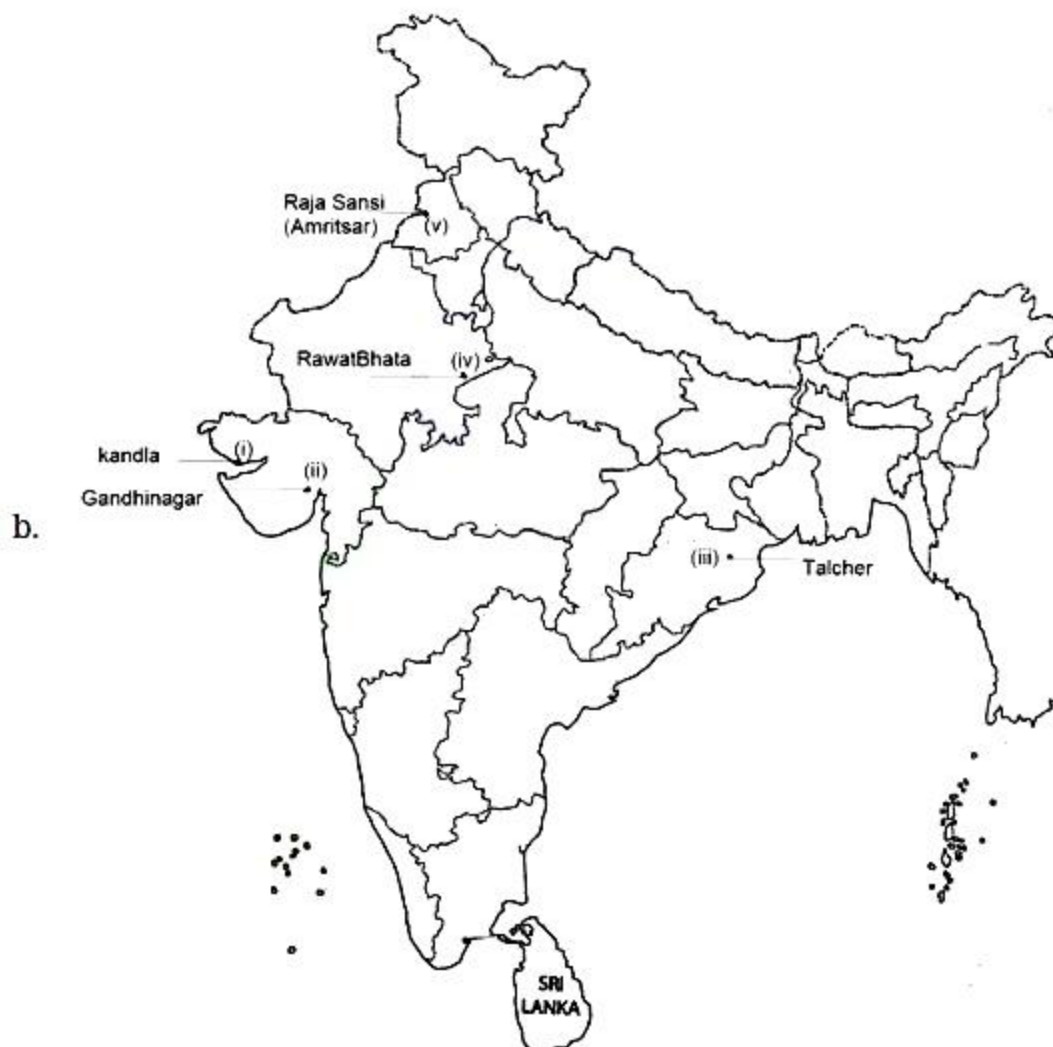 Raja Sansi
(Amritsar)
(v)
RawatBhata
(iv)
kandla
(i)
(ii)
Gandhinagar
b.
(iii)
Talcher
SRI
LANKA